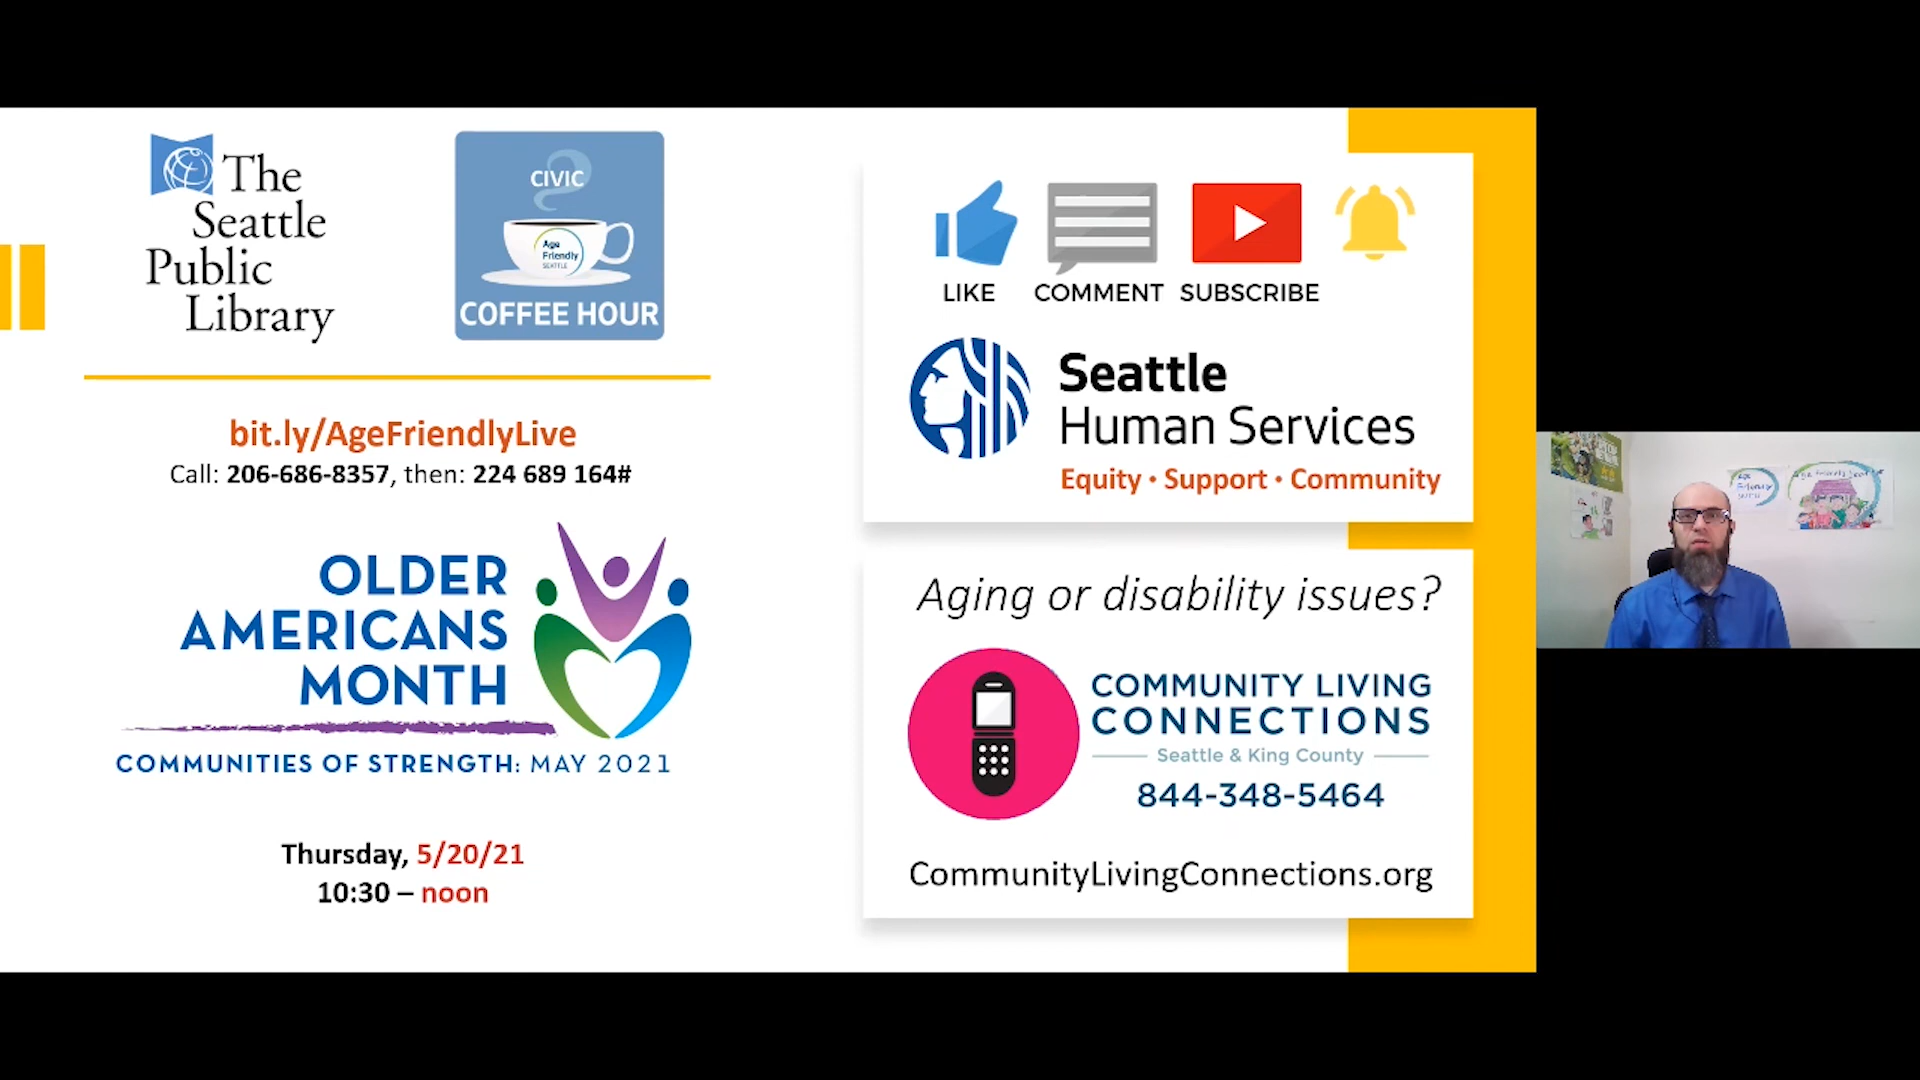 The
Seattle
Public
Library
CIVIC
Age
Friendly
SEATTLE
COFFEE HOUR
bit.ly/AgeFriendlyLive
Call: 206-686-8357, then: 224 689 164#
OLDER
AMERICANS
MONTH
COMMUNITIES OF STRENGTH: MAY 2021
Thursday, 5/20/21
10:30 – noon
LIKE
COMMENT
SUBSCRIBE
Seattle
Human Services
Equity • Support • Community
Aging or disability issues?
COMMUNITY LIVING
CONNECTIONS
Seattle & King County
844-348-5464
CommunityLivingConnections.org
Age
Friendly